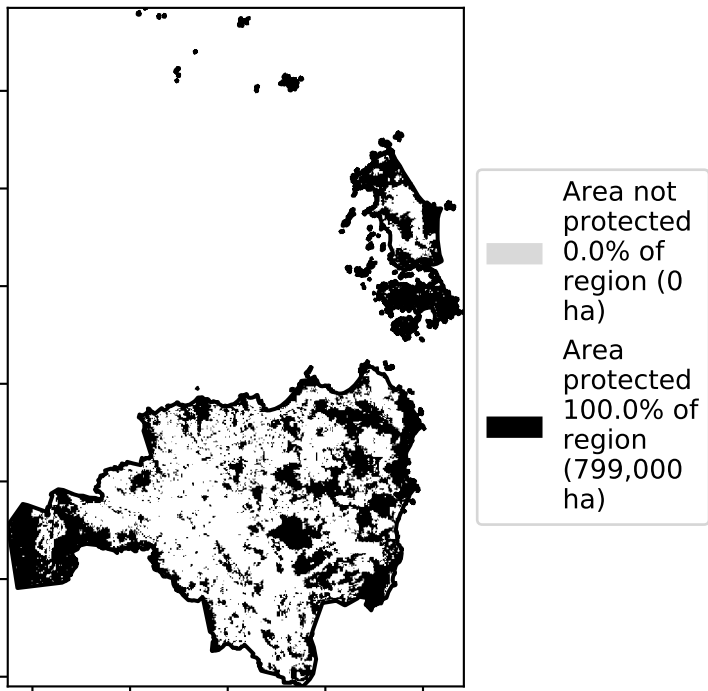 Area not
protected
0.0% of
region (0
ha)
Area
protected
100.0% of
region
(799,000
ha)